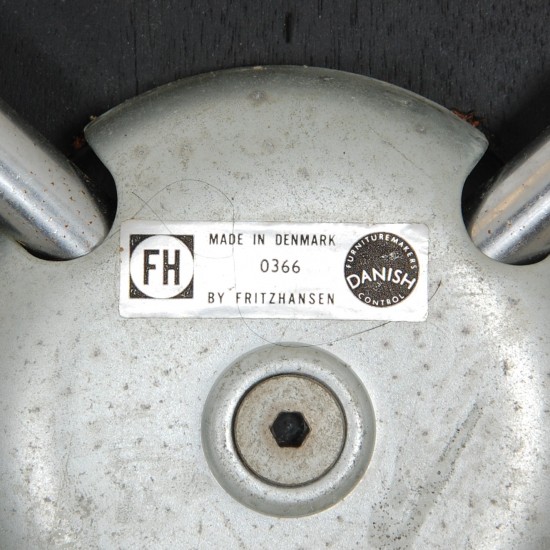 FH
MADE IN DENMARK
0366
BY FRITZHANSEN
FURNITUREMAKERS
DANISH
CONTROL